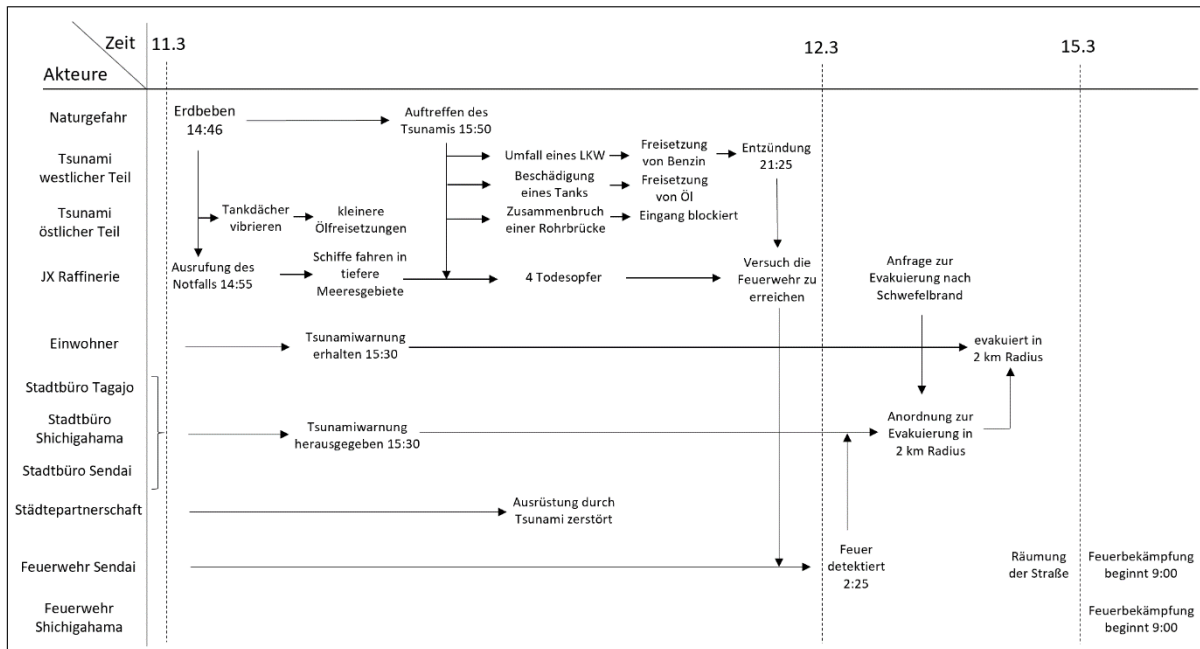 Zeit
11.3
12.3
15.3
Akteure
Naturgefahr
Erdbeben
14:46
Auftreffen des
Tsunamis 15:50
Tsunami
westlicher Teil
Umfall eines LKW
Freisetzung
von Benzin
Entzündung
21:25
Beschädigung
eines Tanks
Freisetzung
von Öl
Tsunami
östlicher Teil
Tankdächer
vibrieren
kleinere
Ölfreisetzungen
Zusammenbruch
einer Rohrbrücke
Eingang blockiert
JX Raffinerie
Ausrufung des
Notfalls 14:55
Schiffe fahren in
tiefere
Meeresgebiete
4 Todesopfer
Versuch die
Feuerwehr zu
erreichen
Anfrage zur
Evakuierung nach
Schwefelbrand
Einwohner
Tsunamiwarnung
erhalten 15:30
evakuiert in
2 km Radius
Stadtbüro Tagajo
Stadtbüro
Shichigahama
Stadtbüro Sendai
Tsunamiwarnung
herausgegeben 15:30
Anordnung zur
Evakuierung in
2 km Radius
Städtepartnerschaft
Ausrüstung durch
Tsunami zerstört
Feuerwehr Sendai
Feuer
detektiert
2:25
Räumung
der Straße
Feuerbekämpfung
beginnt 9:00
Feuerwehr
Shichigahama
Feuerbekämpfung
beginnt 9:00